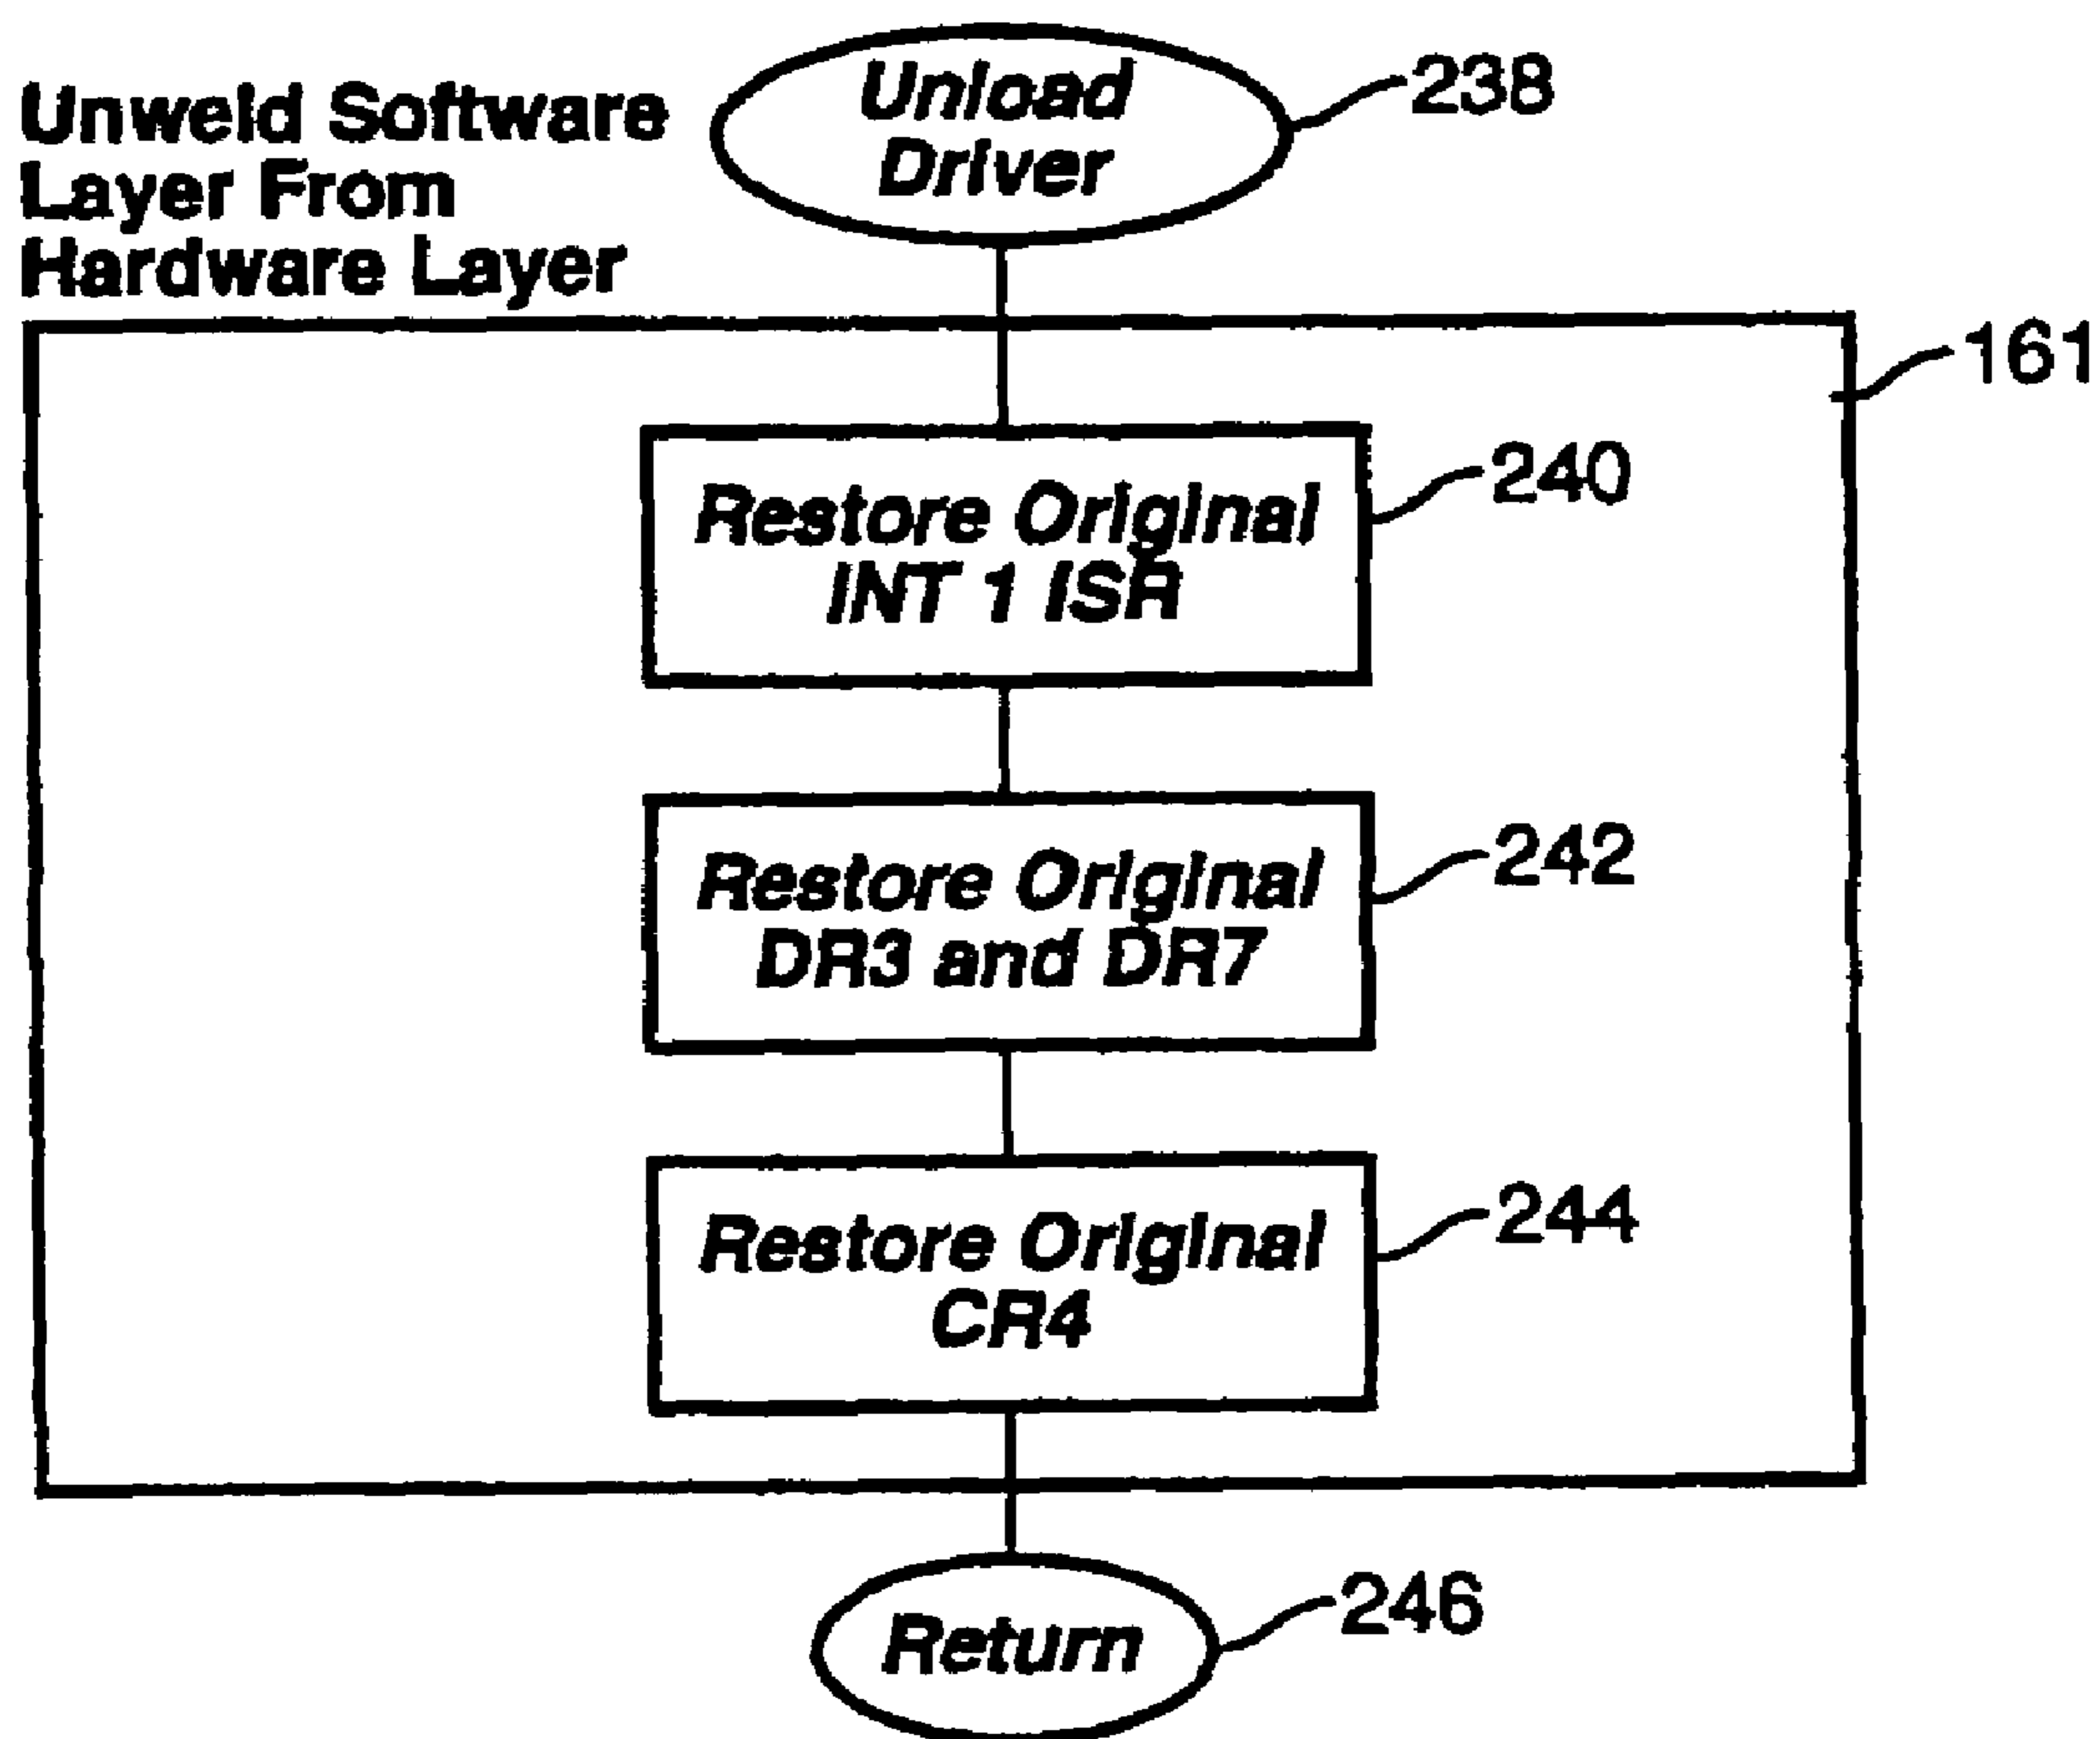 Unweld Software
Layer From
Hardware Layer
Unload
Driver
238
161
Restore Original
INT 1 ISR
240
Restore Original
DR3 and DR7
242
Restore Original
CR4
244
Return
246